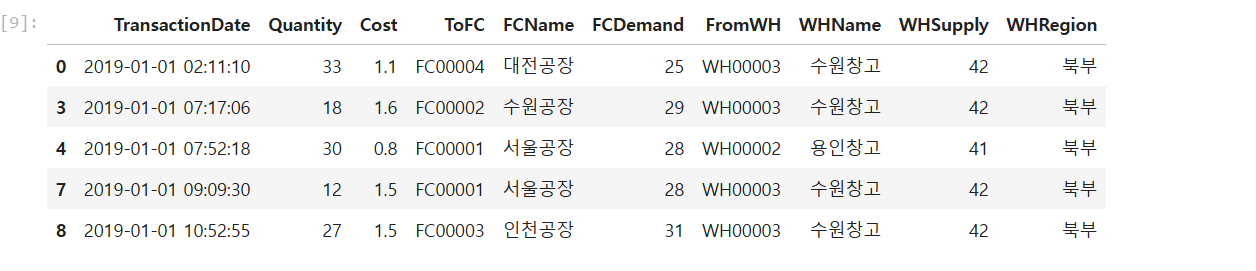 [9]:
TransactionDate Quantity Cost ToFC FCName FCDemand FromWH WHName WHSupply WHRegion
0 2019-01-01 02:11:10 33 1.1 FC00004 대전공장 25 WH00003 수원창고 42 북부
3 2019-01-01 07:17:06 18 1.6 FC00002 수원공장 29 WH00003 수원창고 42 북부
4 2019-01-01 07:52:18 30 0.8 FC00001 서울공장 28 WH00002 용인창고 41 북부
7 2019-01-01 09:09:30 12 1.5 FC00001 서울공장 28 WH00003 수원창고 42 북부
8 2019-01-01 10:52:55 27 1.5 FC00003 인천공장 31 WH00003 수원창고 42 북부